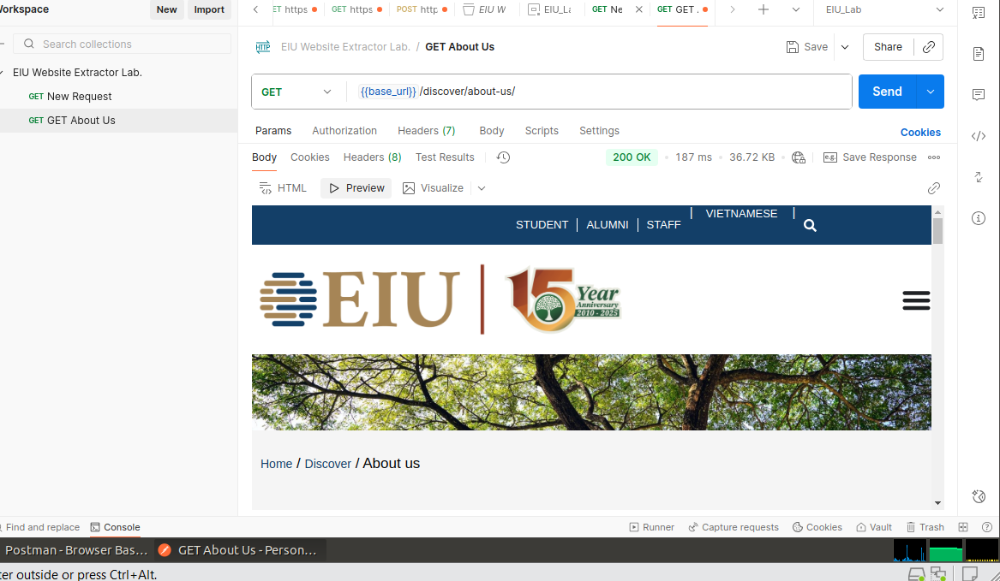 Workspace New Import
GET https GET https POST http EIU W EIU_La GET Ne GET GET . EIU_Lab
Search collections
EIU Website Extractor Lab.
GET New Request
GET GET About Us
HTTP EIU Website Extractor Lab. / GET About Us Save Share
GET {{base_url}} /discover/about-us/ Send
Params Authorization Headers (7) Body Scripts Settings Cookies
Body Cookies Headers (8) Test Results 200 OK 187 ms 36.72 KB e.g. Save Response
HTML Preview Visualize
STUDENT ALUMNI STAFF VIETNAMESE
EIU 15 Year
Anniversary
2010 - 2025
Home / Discover / About us
Find and replace Console Runner Capture requests Cookies Vault Trash
Postman - Browser Bas... GET About Us - Person...
ter outside or press Ctrl+Alt.